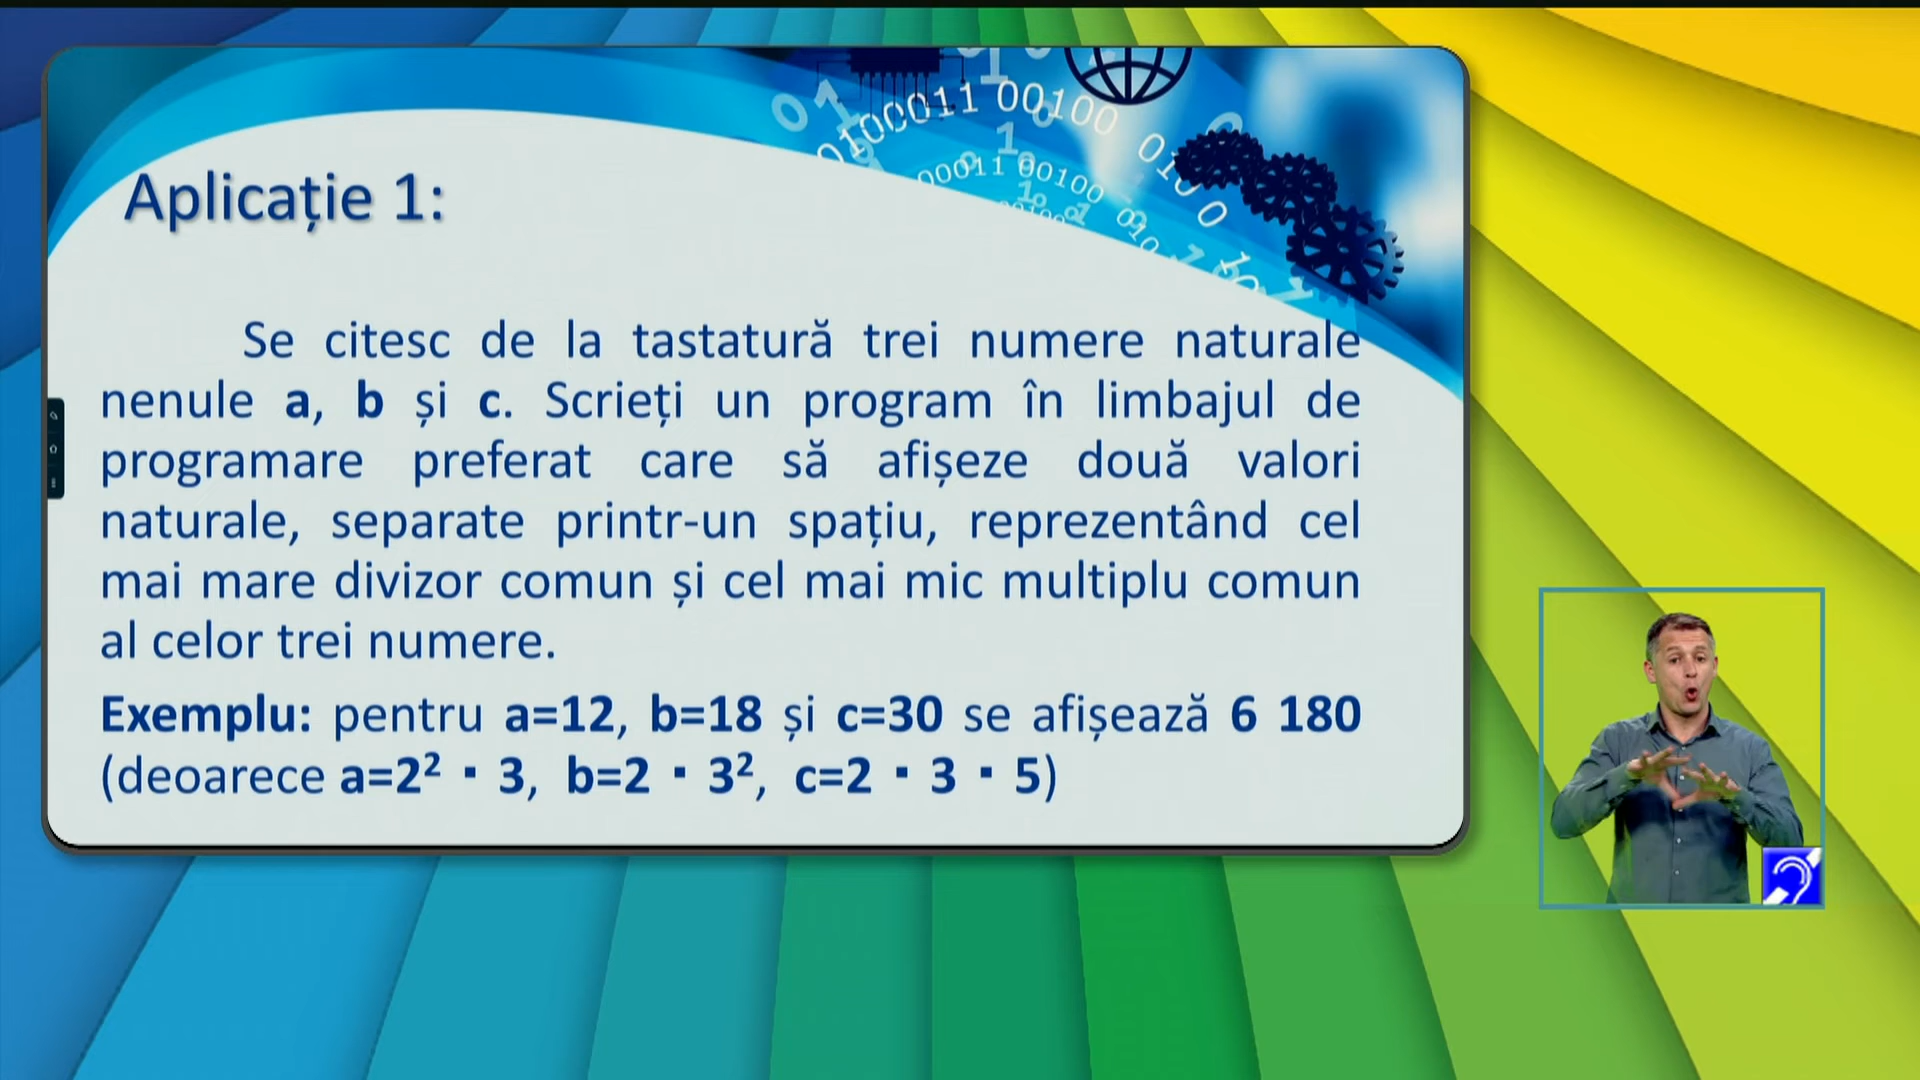 Aplicație 1:
Se citesc de la tastatură trei numere naturale
nenule a, b și c. Scrieți un program în limbajul de
programare preferat care să afișeze două valori
naturale, separate printr-un spațiu, reprezentând cel
mai mare divizor comun și cel mai mic multiplu comun
al celor trei numere.
Exemplu: pentru a=12, b=18 și c=30 se afișează 6 180
(deoarece a=2² · 3, b=2 · 3², c=2 · 3 · 5)